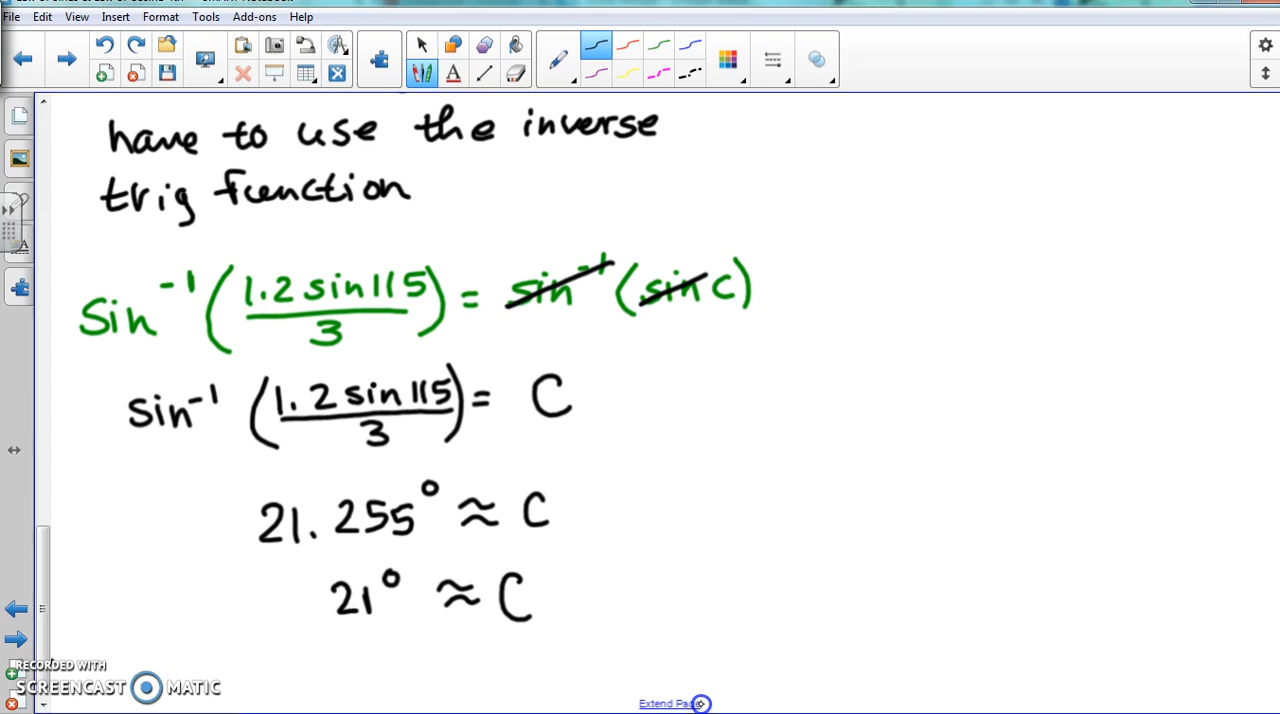 File Edit View Insert Format Tools Add-ons Help
have to use the inverse
trig function
Sin⁻¹(1.2 sin115/3) = sin⁻¹(sin C)
sin⁻¹(1.2 sin 115/3) = C
21.255° ≈ C
21° ≈ C
RECORDED WITH
SCREENCAST MATIC
Extend Page